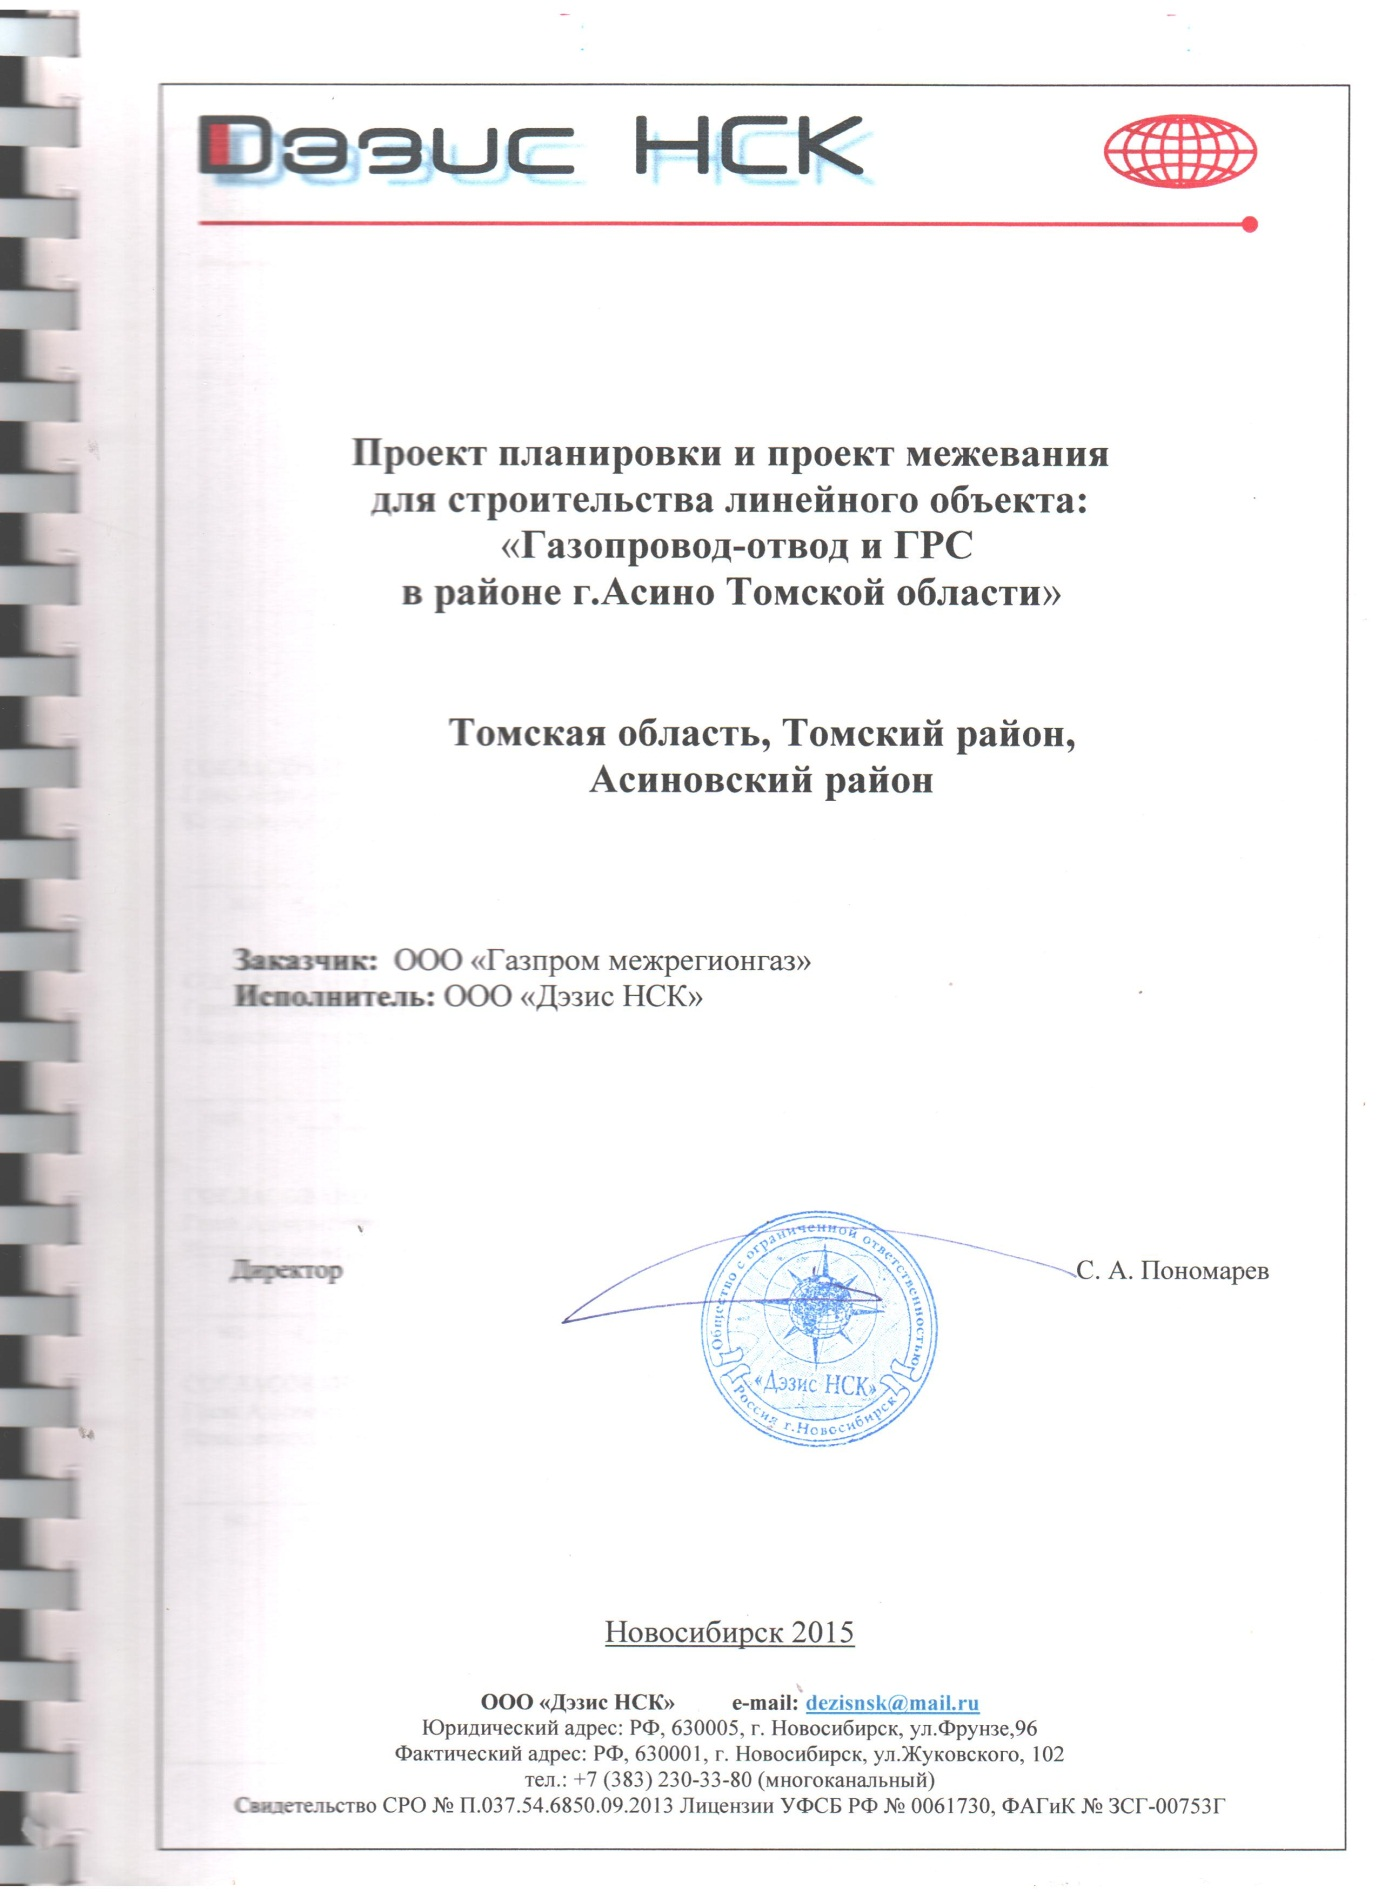 Дэзис НСК
Проект планировки и проект межевания
для строительства линейного объекта:
«Газопровод-отвод и ГРС
в районе г.Асино Томской области»
Томская область, Томский район,
Асиновский район
Заказчик: ООО «Газпром межрегионгаз»
Исполнитель: ООО «Дэзис НСК»
Директор С. А. Пономарев
Общество с ограниченной ответственностью
«Дэзис НСК»
Россия г.Новосибирск
Новосибирск 2015
ООО «Дэзис НСК» e-mail: dezisnsk@mail.ru
Юридический адрес: РФ, 630005, г. Новосибирск, ул.Фрунзе,96
Фактический адрес: РФ, 630001, г. Новосибирск, ул.Жуковского, 102
тел.: +7 (383) 230-33-80 (многоканальный)
Свидетельство СРО № П.037.54.6850.09.2013 Лицензии УФСБ РФ № 0061730, ФАГиК № ЗСГ-00753Г